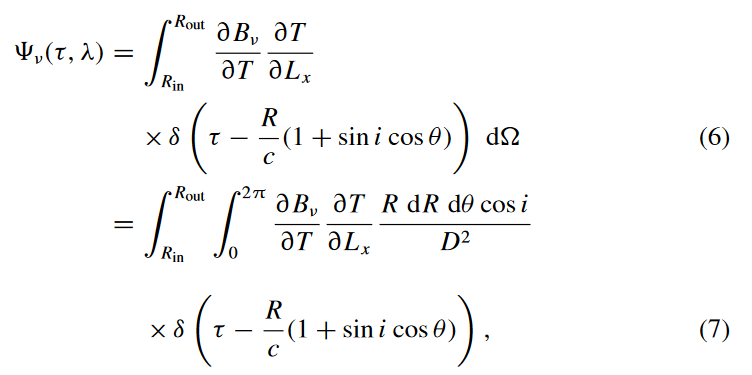 Ψ_ν(τ, λ) = ∫_{R_in}^{R_out} ∂B_ν/∂T ∂T/∂L_x
× δ(τ − R/c (1 + sin i cos θ)) dΩ (6)
= ∫_{R_in}^{R_out} ∫_0^{2π} ∂B_ν/∂T ∂T/∂L_x R dR dθ cos i/D²
× δ(τ − R/c (1 + sin i cos θ)), (7)